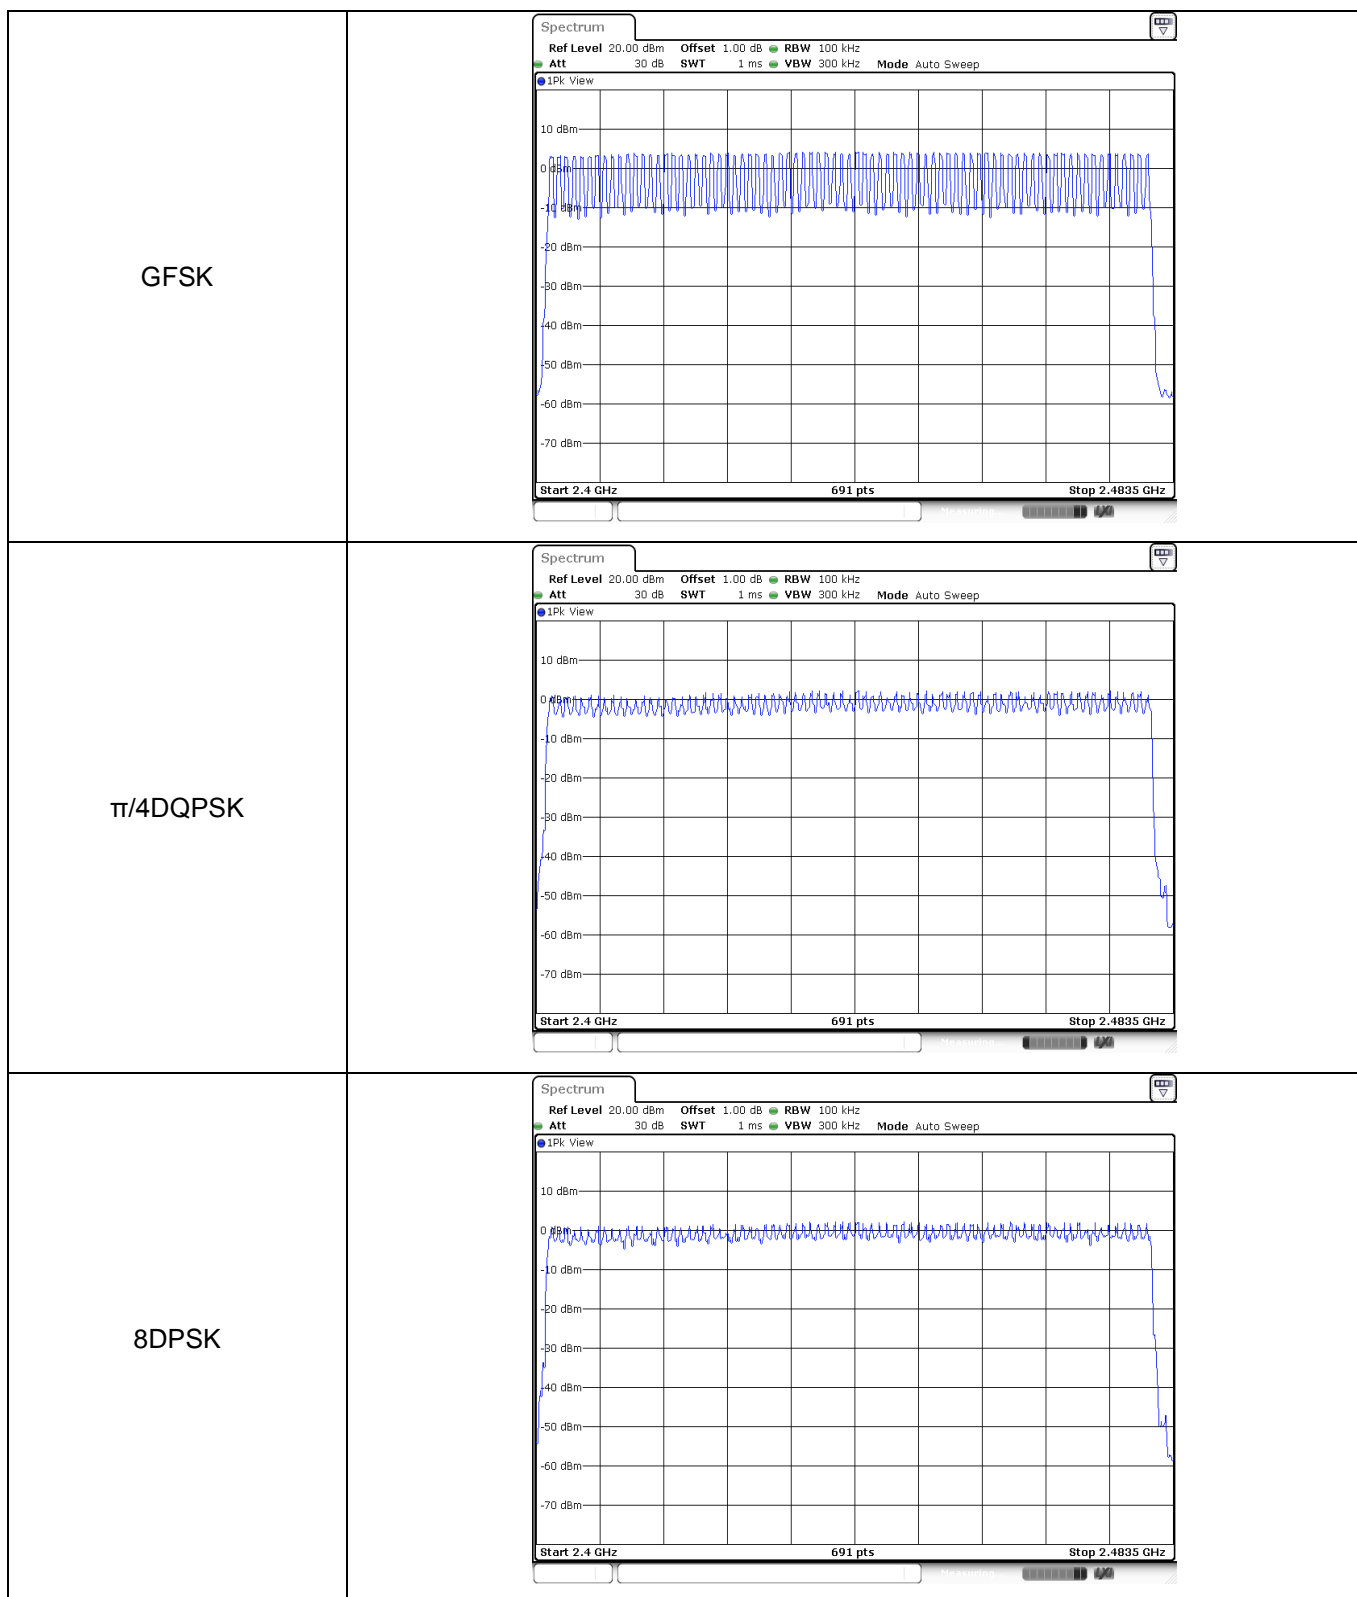 GFSK
Spectrum
Ref Level 20.00 dBm Offset 1.00 dB RBW 100 kHz
Att 30 dB SWT 1 ms VBW 300 kHz Mode Auto Sweep
1Pk View
10 dBm
0 dBm
-10 dBm
-20 dBm
-30 dBm
-40 dBm
-50 dBm
-60 dBm
-70 dBm
Start 2.4 GHz 691 pts Stop 2.4835 GHz
Measuring...
π/4DQPSK
Spectrum
Ref Level 20.00 dBm Offset 1.00 dB RBW 100 kHz
Att 30 dB SWT 1 ms VBW 300 kHz Mode Auto Sweep
1Pk View
10 dBm
0 dBm
-10 dBm
-20 dBm
-30 dBm
-40 dBm
-50 dBm
-60 dBm
-70 dBm
Start 2.4 GHz 691 pts Stop 2.4835 GHz
Measuring...
8DPSK
Spectrum
Ref Level 20.00 dBm Offset 1.00 dB RBW 100 kHz
Att 30 dB SWT 1 ms VBW 300 kHz Mode Auto Sweep
1Pk View
10 dBm
0 dBm
-10 dBm
-20 dBm
-30 dBm
-40 dBm
-50 dBm
-60 dBm
-70 dBm
Start 2.4 GHz 691 pts Stop 2.4835 GHz
Measuring...